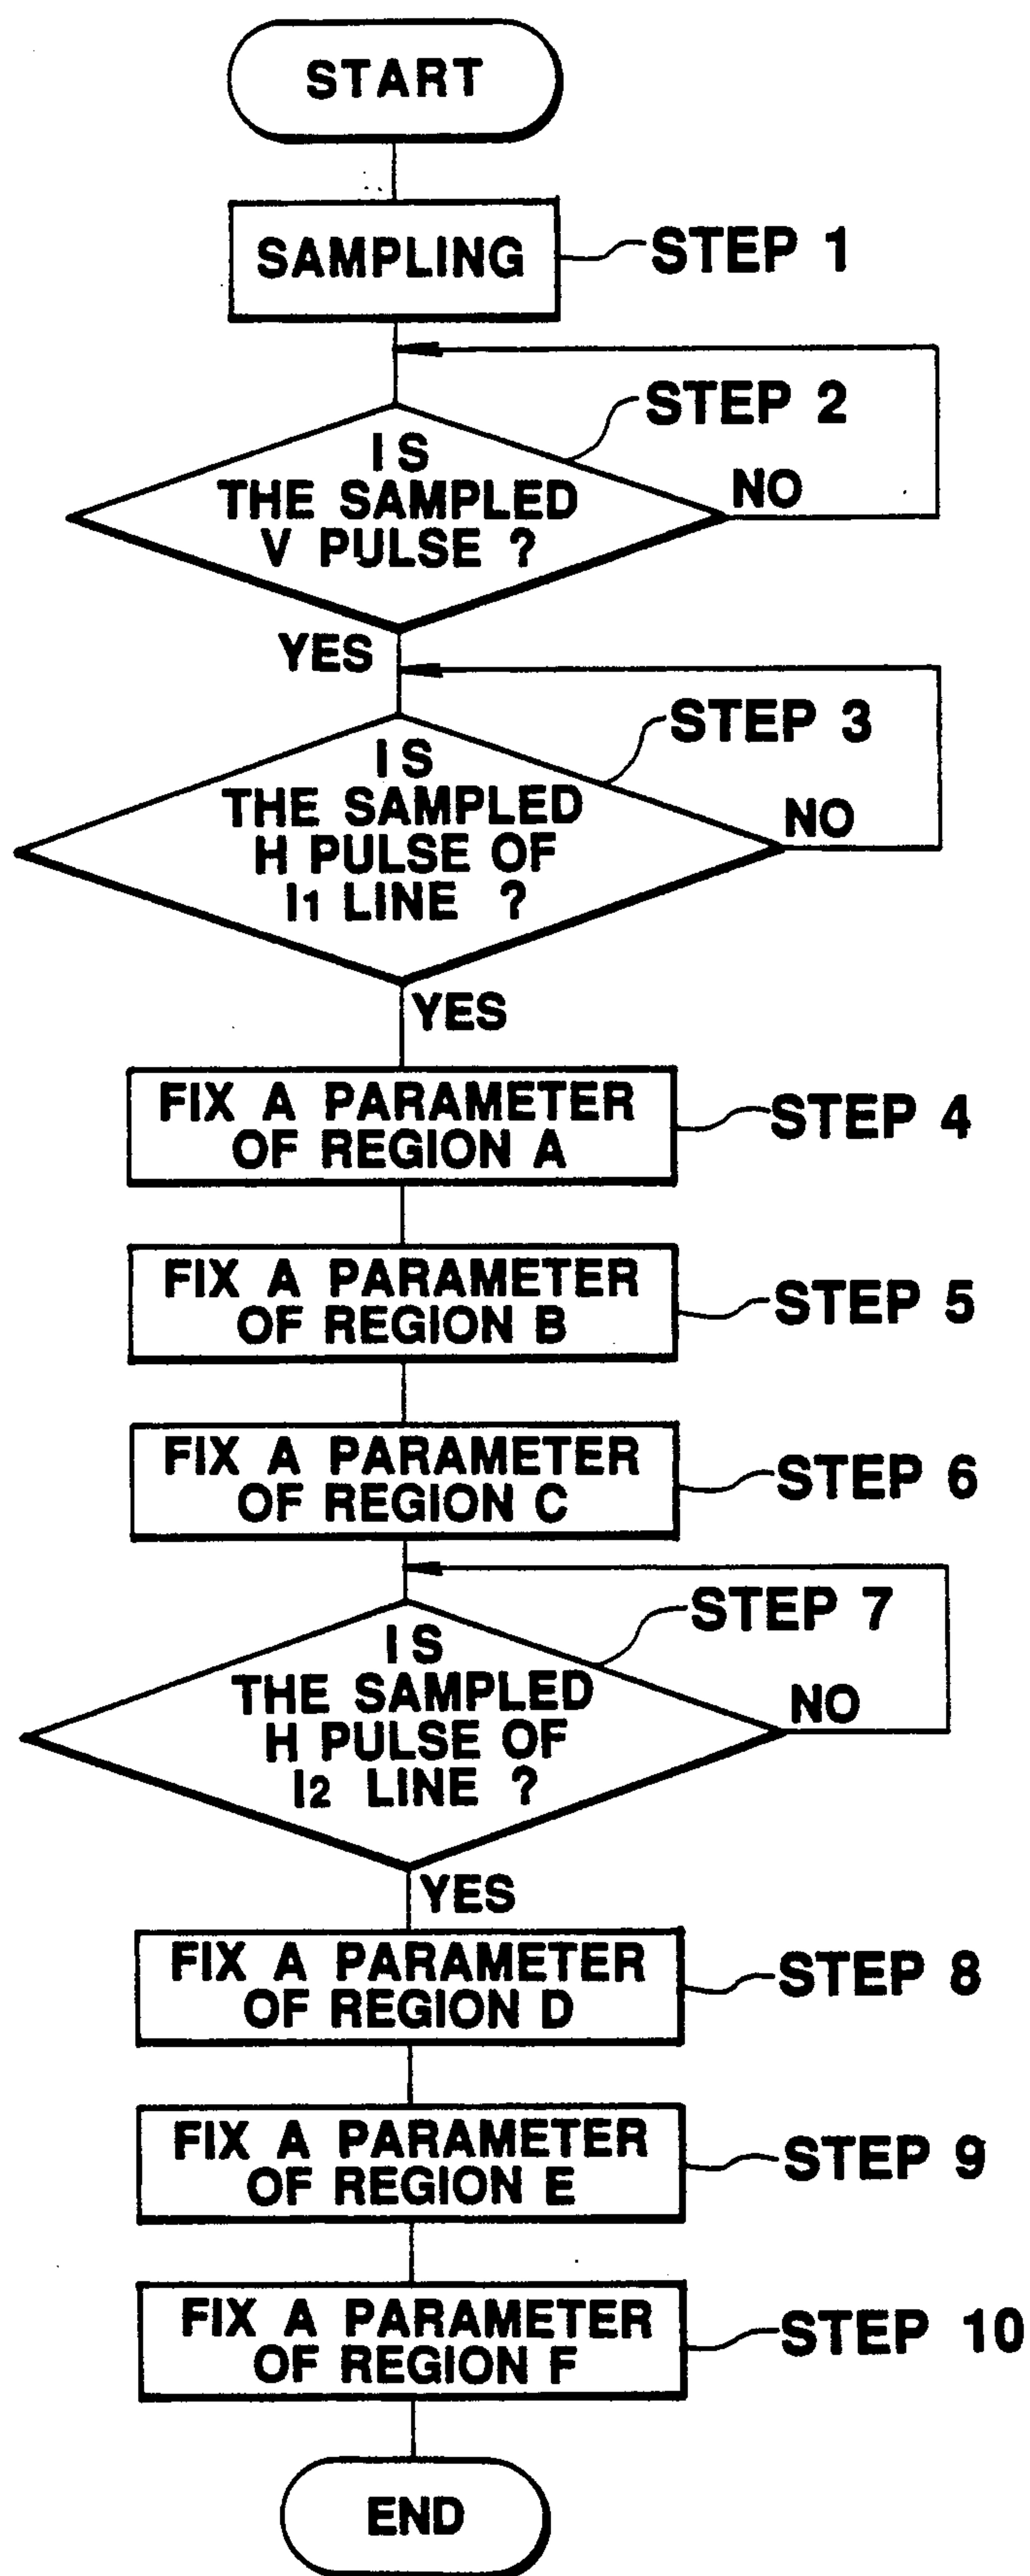 START
SAMPLING
STEP 1
STEP 2
IS
THE SAMPLED
V PULSE ?
NO
YES
STEP 3
IS
THE SAMPLED
H PULSE OF
I1 LINE ?
NO
YES
FIX A PARAMETER
OF REGION A
STEP 4
FIX A PARAMETER
OF REGION B
STEP 5
FIX A PARAMETER
OF REGION C
STEP 6
STEP 7
IS
THE SAMPLED
H PULSE OF
I2 LINE ?
NO
YES
FIX A PARAMETER
OF REGION D
STEP 8
FIX A PARAMETER
OF REGION E
STEP 9
FIX A PARAMETER
OF REGION F
STEP 10
END